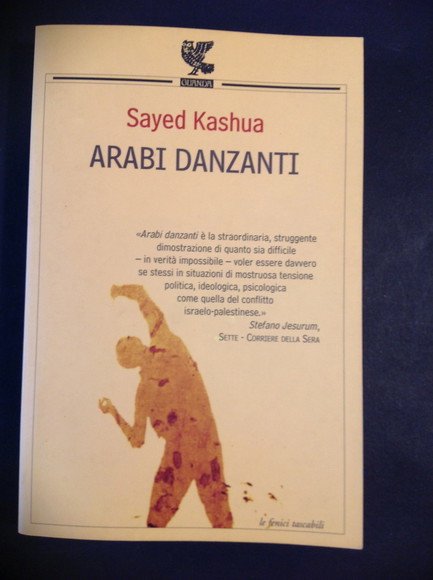 GUANDA
Sayed Kashua
ARABI DANZANTI
«Arabi danzanti è la straordinaria, struggente
dimostrazione di quanto sia difficile
– in verità impossibile – voler essere davvero
se stessi in situazioni di mostruosa tensione
politica, ideologica, psicologica
come quella del conflitto
israelo-palestinese.»
Stefano Jesurum,
SETTE - CORRIERE DELLA SERA
le fenici tascabili